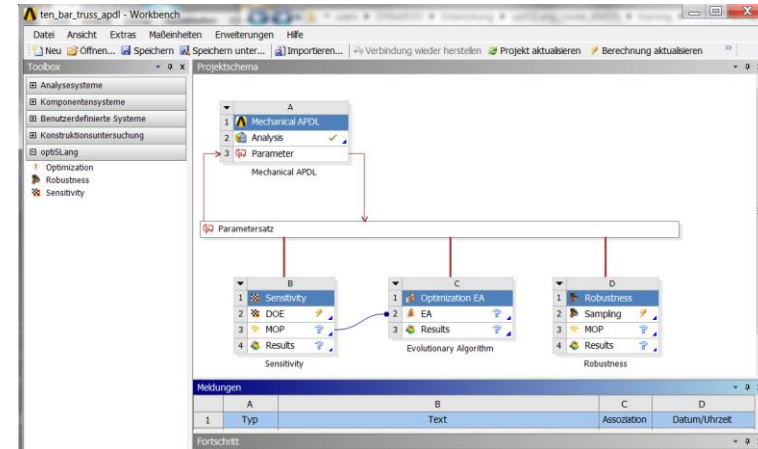 ten_bar_truss_apdl - Workbench
Datei Ansicht Extras Maßeinheiten Erweiterungen Hilfe
Neu Öffnen... Speichern Speichern unter... Importieren... Verbindung wieder herstellen Projekt aktualisieren Berechnung aktualisieren »
Toolbox
Projektschema
Analysesysteme
Komponentensysteme
Benutzerdefinierte Systeme
Konstruktionsuntersuchung
optiSLang
Optimization
Robustness
Sensitivity
A
1 Mechanical APDL
2 Analysis
3 Parameter
Mechanical APDL
Parametersatz
B
1 Sensitivity
2 DOE
3 MOP
4 Results
Sensitivity
C
1 Optimization EA
2 EA
3 Results
Evolutionary Algorithm
D
1 Robustness
2 Sampling
3 MOP
4 Results
Robustness
Meldungen
A B C D
1 Typ Text Assoziation Datum/Uhrzeit
Fortschritt